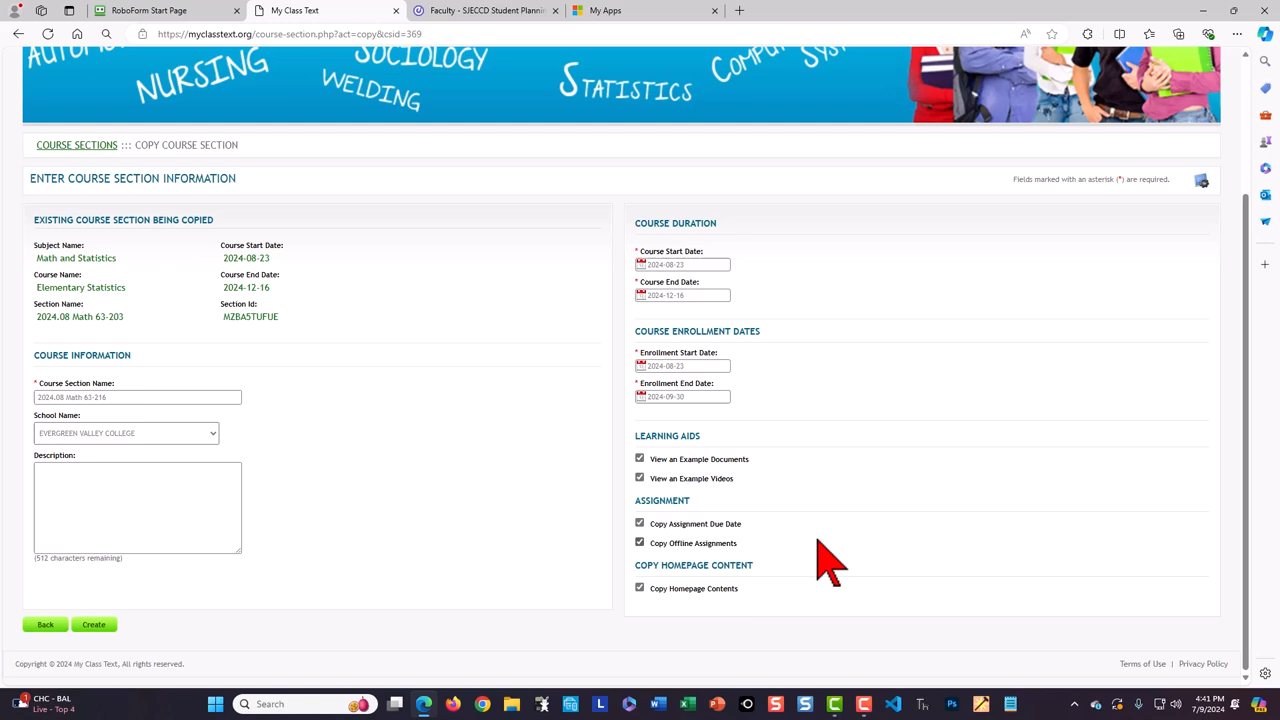 RoboForm Start Page
My Class Text
Faculty - SJECCD Student Plannin
My Apps
https://myclasstext.org/course-section.php?act=copy&csid=369
NURSING
SOCIOLOGY
WELDING
STATISTICS
COURSE SECTIONS ::: COPY COURSE SECTION
ENTER COURSE SECTION INFORMATION
Fields marked with an asterisk (*) are required.
EXISTING COURSE SECTION BEING COPIED
Subject Name:
Course Start Date:
Math and Statistics
2024-08-23
Course Name:
Course End Date:
Elementary Statistics
2024-12-16
Section Name:
Section Id:
2024.08 Math 63-203
MZBA5TUFUE
COURSE INFORMATION
* Course Section Name:
2024.08 Math 63-216
School Name:
EVERGREEN VALLEY COLLEGE
Description:
(512 characters remaining)
COURSE DURATION
* Course Start Date:
2024-08-23
* Course End Date:
2024-12-16
COURSE ENROLLMENT DATES
* Enrollment Start Date:
2024-08-23
* Enrollment End Date:
2024-09-30
LEARNING AIDS
View an Example Documents
View an Example Videos
ASSIGNMENT
Copy Assignment Due Date
Copy Offline Assignments
COPY HOMEPAGE CONTENT
Copy Homepage Contents
Back
Create
Copyright © 2024 My Class Text, All rights reserved.
Terms of Use | Privacy Policy
1
CHC - BAL
Live - Top 4
Search
4:41 PM
7/9/2024